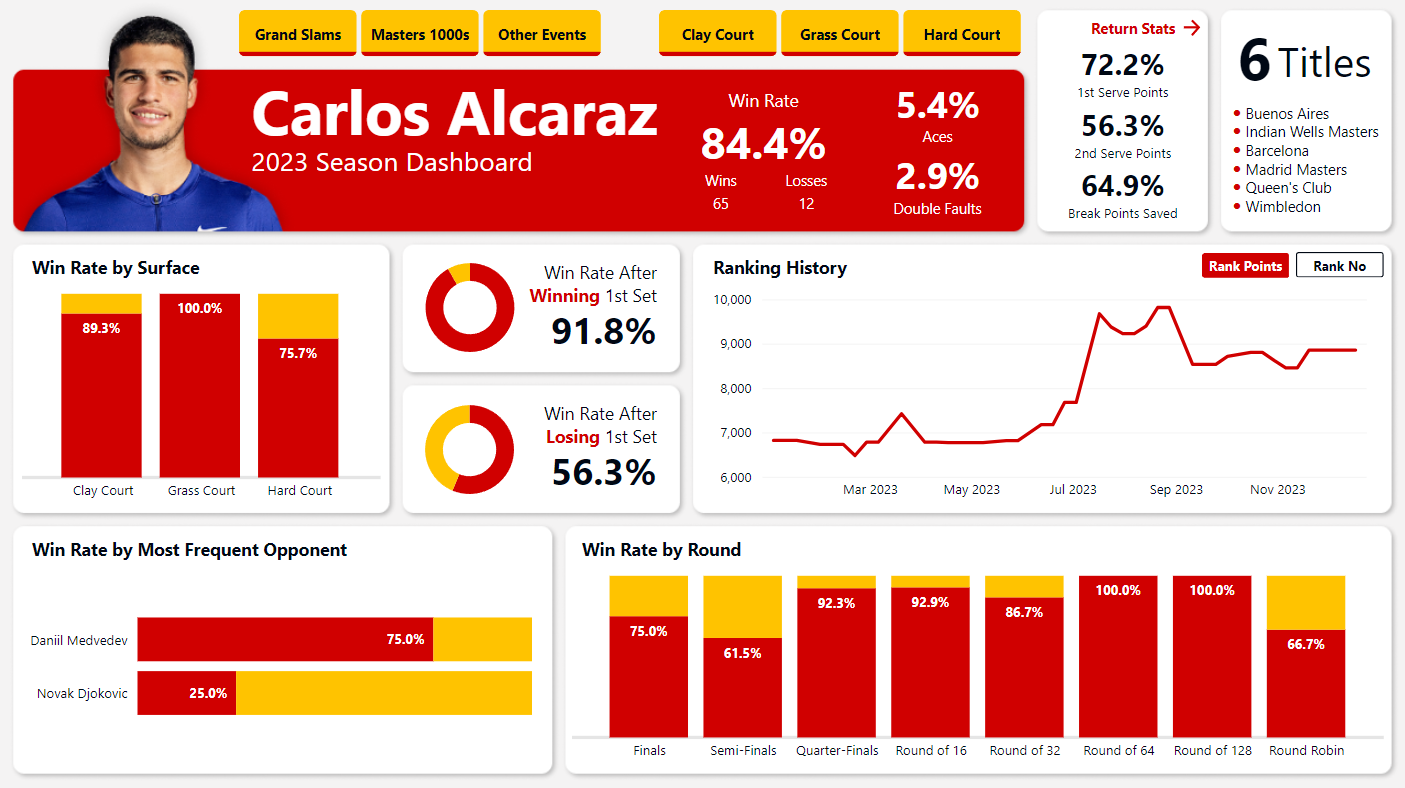 Grand Slams
Masters 1000s
Other Events
Clay Court
Grass Court
Hard Court
Carlos Alcaraz
2023 Season Dashboard
Win Rate
84.4%
Wins
Losses
65
12
5.4%
Aces
2.9%
Double Faults
Return Stats
72.2%
1st Serve Points
56.3%
2nd Serve Points
64.9%
Break Points Saved
6 Titles
Buenos Aires
Indian Wells Masters
Barcelona
Madrid Masters
Queen's Club
Wimbledon
Win Rate by Surface
89.3%
100.0%
75.7%
Clay Court
Grass Court
Hard Court
Win Rate After
Winning 1st Set
91.8%
Win Rate After
Losing 1st Set
56.3%
Ranking History
Rank Points
Rank No
10,000
9,000
8,000
7,000
6,000
Mar 2023
May 2023
Jul 2023
Sep 2023
Nov 2023
Win Rate by Most Frequent Opponent
Daniil Medvedev
75.0%
Novak Djokovic
25.0%
Win Rate by Round
75.0%
61.5%
92.3%
92.9%
86.7%
100.0%
100.0%
66.7%
Finals
Semi-Finals
Quarter-Finals
Round of 16
Round of 32
Round of 64
Round of 128
Round Robin